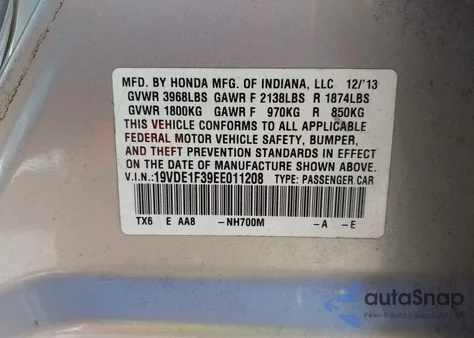 MFD. BY HONDA MFG. OF INDIANA, LLC 12/13
GVWR 3968LBS GAWR F 2138LBS R 1874LBS
GVWR 1800KG GAWR F 970KG R 850KG
THIS VEHICLE CONFORMS TO ALL APPLICABLE
FEDERAL MOTOR VEHICLE SAFETY, BUMPER,
AND THEFT PREVENTION STANDARDS IN EFFECT
ON THE DATE OF MANUFACTURE SHOWN ABOVE.
V.I.N.:19VDE1F39EE011208 TYPE: PASSENGER CAR
TX6 E AA8 -NH700M -A -E
autoSnap